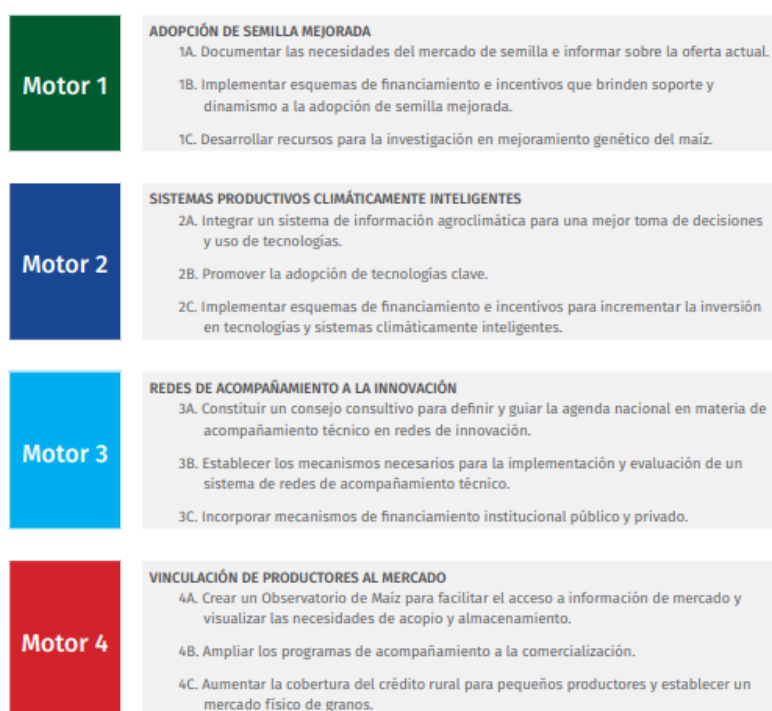 Motor 1
ADOPCIÓN DE SEMILLA MEJORADA
1A. Documentar las necesidades del mercado de semilla e informar sobre la oferta actual.
1B. Implementar esquemas de financiamiento e incentivos que brinden soporte y
dinamismo a la adopción de semilla mejorada.
1C. Desarrollar recursos para la investigación en mejoramiento genético del maíz.
Motor 2
SISTEMAS PRODUCTIVOS CLIMÁTICAMENTE INTELIGENTES
2A. Integrar un sistema de información agroclimática para una mejor toma de decisiones
y uso de tecnologías.
2B. Promover la adopción de tecnologías clave.
2C. Implementar esquemas de financiamiento e incentivos para incrementar la inversión
en tecnologías y sistemas climáticamente inteligentes.
Motor 3
REDES DE ACOMPAÑAMIENTO A LA INNOVACIÓN
3A. Constituir un consejo consultivo para definir y guiar la agenda nacional en materia de
acompañamiento técnico en redes de innovación.
3B. Establecer los mecanismos necesarios para la implementación y evaluación de un
sistema de redes de acompañamiento técnico.
3C. Incorporar mecanismos de financiamiento institucional público y privado.
Motor 4
VINCULACIÓN DE PRODUCTORES AL MERCADO
4A. Crear un Observatorio de Maíz para facilitar el acceso a información de mercado y
visualizar las necesidades de acopio y almacenamiento.
4B. Ampliar los programas de acompañamiento a la comercialización.
4C. Aumentar la cobertura del crédito rural para pequeños productores y establecer un
mercado físico de granos.